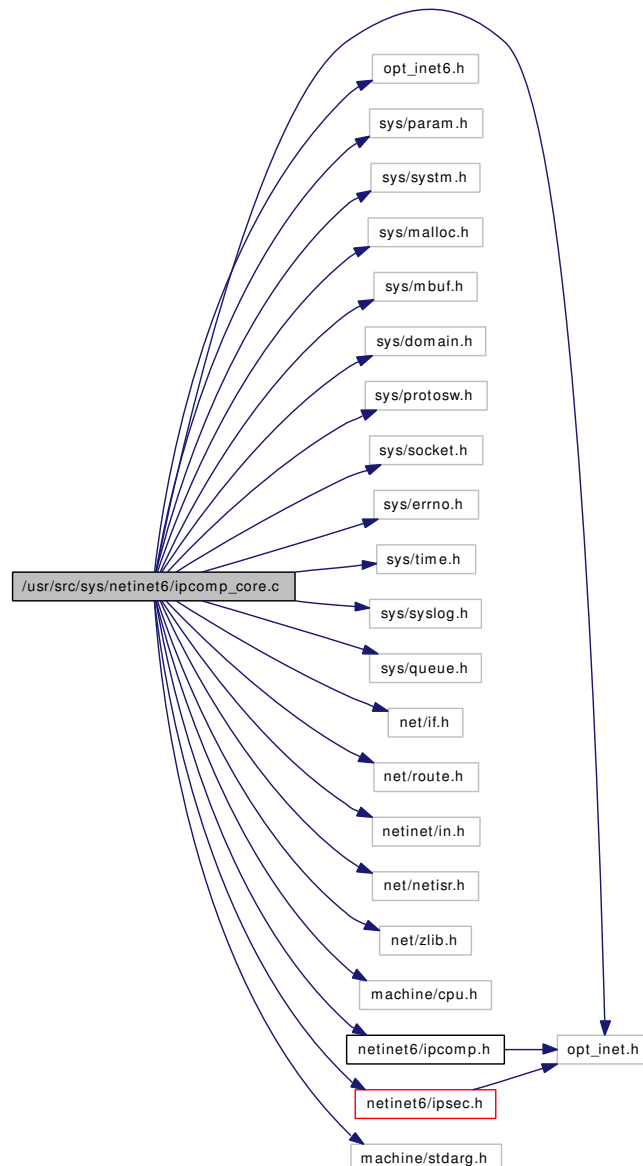 opt_inet6.h
sys/param.h
sys/systm.h
sys/malloc.h
sys/mbuf.h
sys/domain.h
sys/protosw.h
sys/socket.h
sys/errno.h
sys/time.h
/usr/src/sys/netinet6/ipcomp_core.c
sys/syslog.h
sys/queue.h
net/if.h
net/route.h
netinet/in.h
net/netisr.h
net/zlib.h
machine/cpu.h
netinet6/ipcomp.h
opt_inet.h
netinet6/ipsec.h
machine/stdarg.h